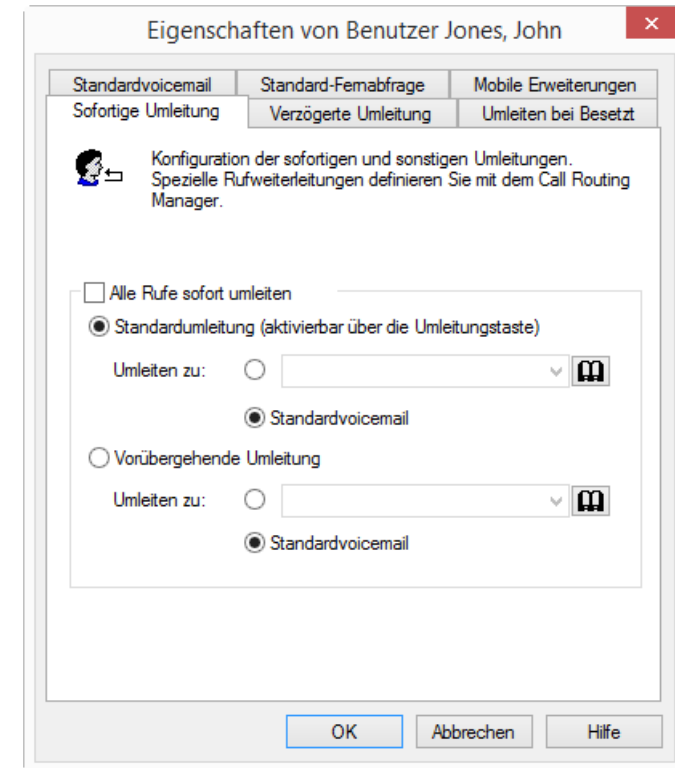 Eigenschaften von Benutzer Jones, John
Standardvoicemail
Standard-Fernabfrage
Mobile Erweiterungen
Sofortige Umleitung
Verzögerte Umleitung
Umleiten bei Besetzt
Konfiguration der sofortigen und sonstigen Umleitungen.
Spezielle Rufweiterleitungen definieren Sie mit dem Call Routing
Manager.
Alle Rufe sofort umleiten
Standardumleitung (aktivierbar über die Umleitungstaste)
Umleiten zu:
Standardvoicemail
Vorübergehende Umleitung
Umleiten zu:
Standardvoicemail
OK
Abbrechen
Hilfe